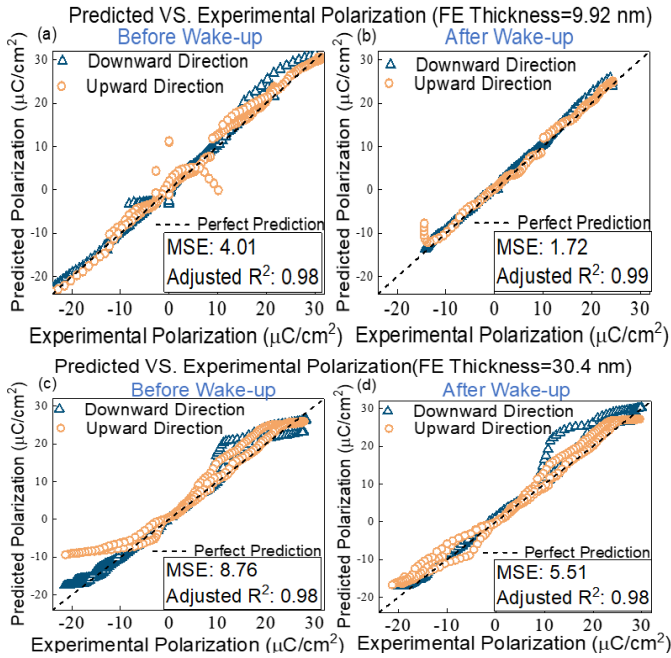 Predicted VS. Experimental Polarization (FE Thickness=9.92 nm)
(a) Before Wake-up
Downward Direction
Upward Direction
Perfect Prediction
MSE: 4.01
Adjusted R²: 0.98
Predicted Polarization (μC/cm²)
30
20
10
0
-10
-20
-20 -10 0 10 20 30
Experimental Polarization (μC/cm²)
(b) After Wake-up
Downward Direction
Upward Direction
Perfect Prediction
MSE: 1.72
Adjusted R²: 0.99
Predicted Polarization (μC/cm²)
30
20
10
0
-10
-20
-20 -10 0 10 20 30
Experimental Polarization (μC/cm²)
Predicted VS. Experimental Polarization(FE Thickness=30.4 nm)
(c) Before Wake-up
Downward Direction
Upward Direction
Perfect Prediction
MSE: 8.76
Adjusted R²: 0.98
Predicted Polarization (μC/cm²)
30
20
10
0
-10
-20
-20 -10 0 10 20 30
Experimental Polarization (μC/cm²)
(d) After Wake-up
Downward Direction
Upward Direction
Perfect Prediction
MSE: 5.51
Adjusted R²: 0.98
Predicted Polarization (μC/cm²)
30
20
10
0
-10
-20
-20 -10 0 10 20 30
Experimental Polarization (μC/cm²)